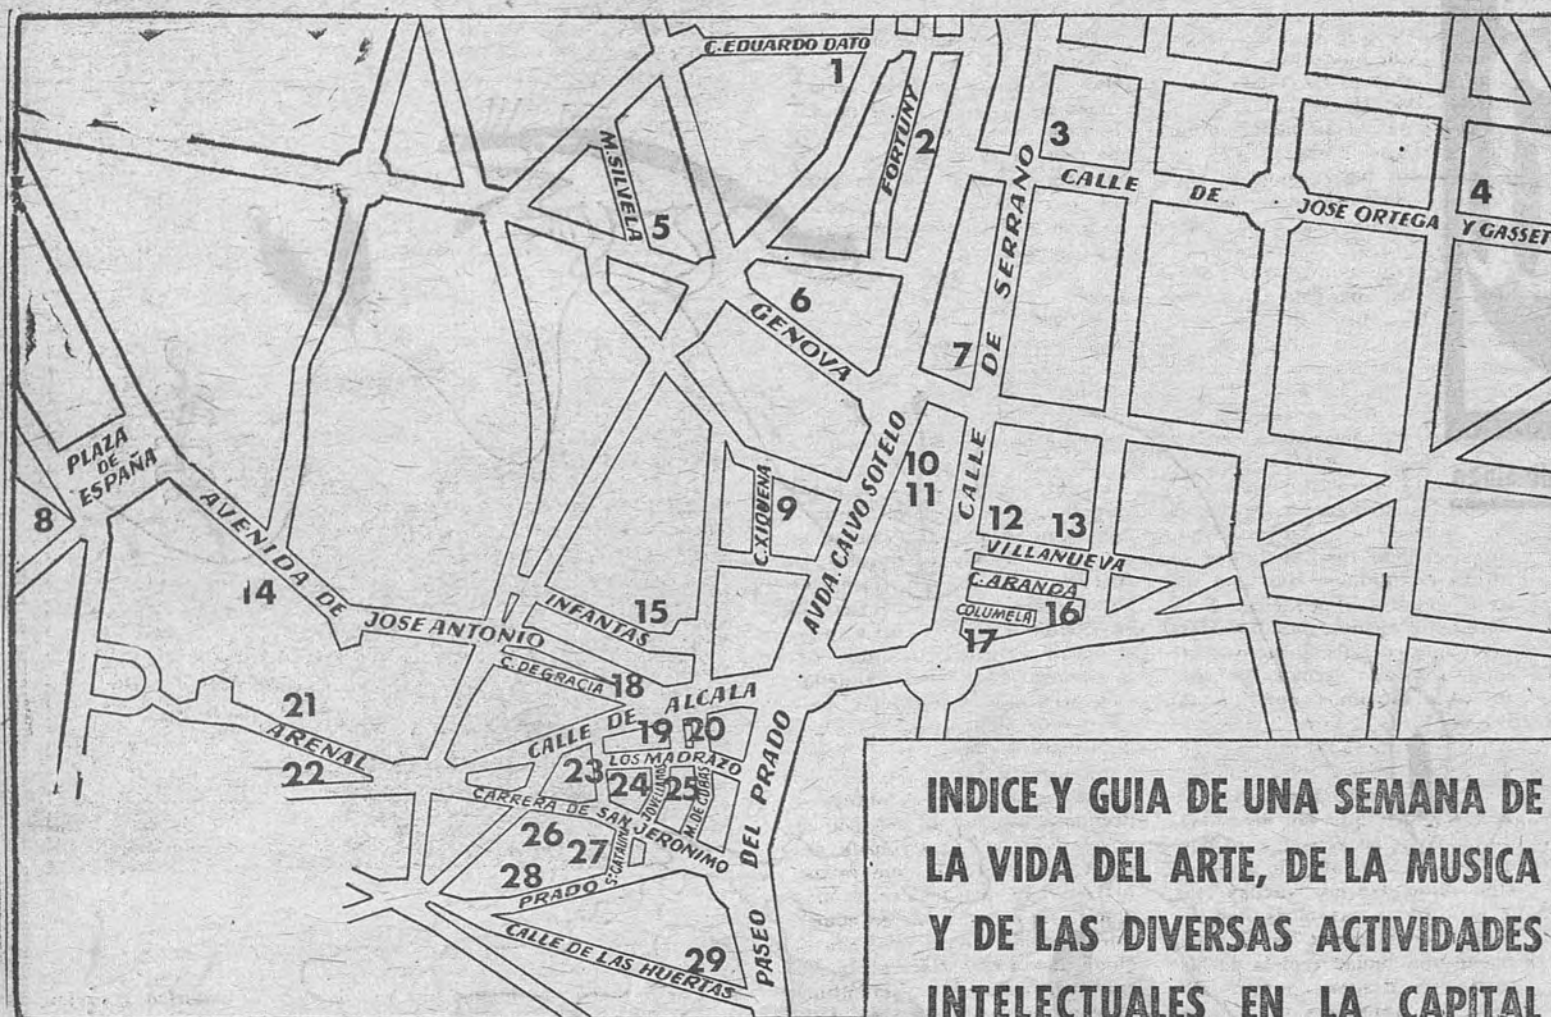 C. EDUARDO DATO
1
FORTUNY
2
3
M. SILVELA
CALLE DE JOSE ORTEGA Y GASSET
4
5
6
GENOVA
7
CALLE DE SERRANO
PLAZA
DE
ESPAÑA
8
C. XIQUENA
9
AVDA. CALVO SOTELO
10
11
12
13
VILLANUEVA
C. ARANDA
COLUMELA
16
17
AVENIDA DE JOSE ANTONIO
14
INFANTAS
15
C. DE GRACIA
18
CALLE DE ALCALA
19
20
LOS MADRAZO
21
ARENAL
22
23
24
JOVELLANOS
25
M. DE CUBAS
CARRERA DE SAN JERONIMO
26
27
S. CATALINA
28
PRADO
CALLE DE LAS HUERTAS
29
PASEO DEL PRADO
INDICE Y GUIA DE UNA SEMANA DE
LA VIDA DEL ARTE, DE LA MUSICA
Y DE LAS DIVERSAS ACTIVIDADES
INTELECTUALES EN LA CAPITAL